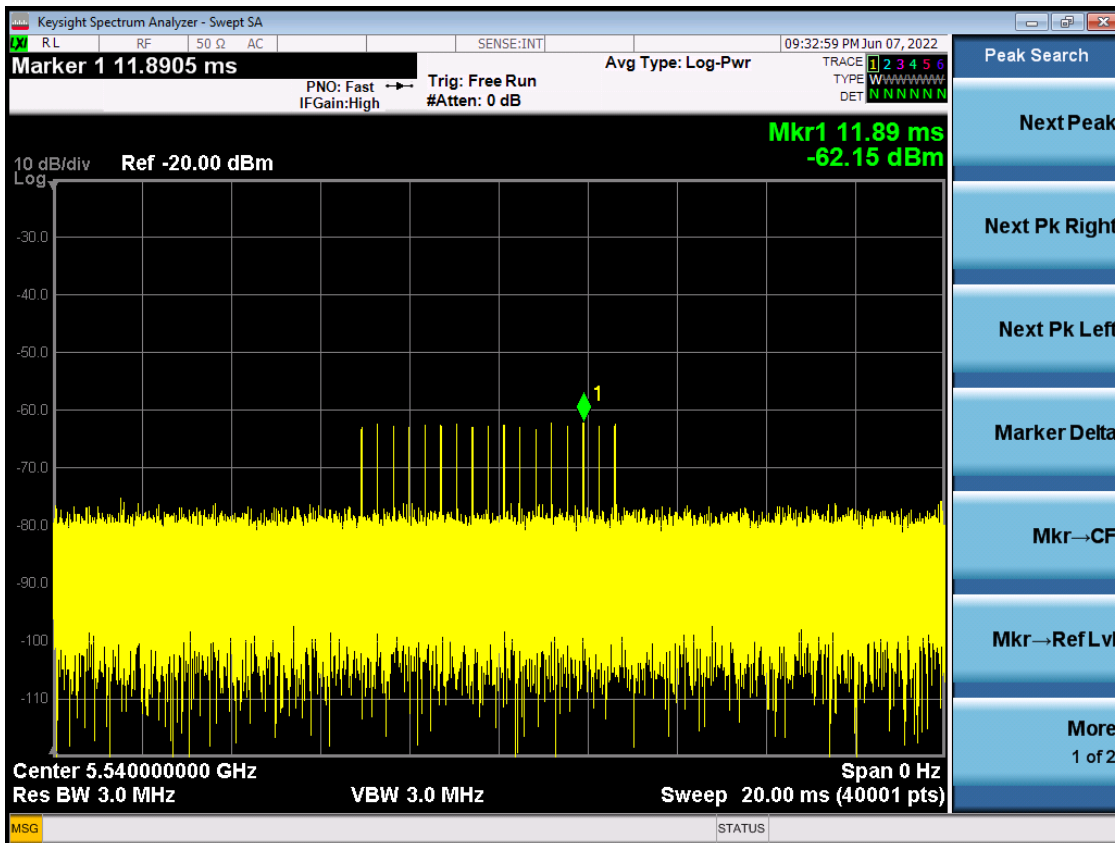 Keysight Spectrum Analyzer - Swept SA
LXI RL RF 50 Ω AC SENSE:INT 09:32:59 PM Jun 07, 2022
Marker 1 11.8905 ms
PNO: Fast
IFGain:High
Trig: Free Run
#Atten: 0 dB
Avg Type: Log-Pwr
TRACE 1 2 3 4 5 6
TYPE WWWWWW
DET N N N N N N
Mkr1 11.89 ms
-62.15 dBm
10 dB/div Ref -20.00 dBm
Log
-30.0
-40.0
-50.0
-60.0
-70.0
-80.0
-90.0
-100
-110
1
Center 5.540000000 GHz Span 0 Hz
Res BW 3.0 MHz VBW 3.0 MHz Sweep 20.00 ms (40001 pts)
MSG STATUS
Peak Search
Next Peak
Next Pk Right
Next Pk Left
Marker Delta
Mkr→CF
Mkr→Ref Lvl
More
1 of 2